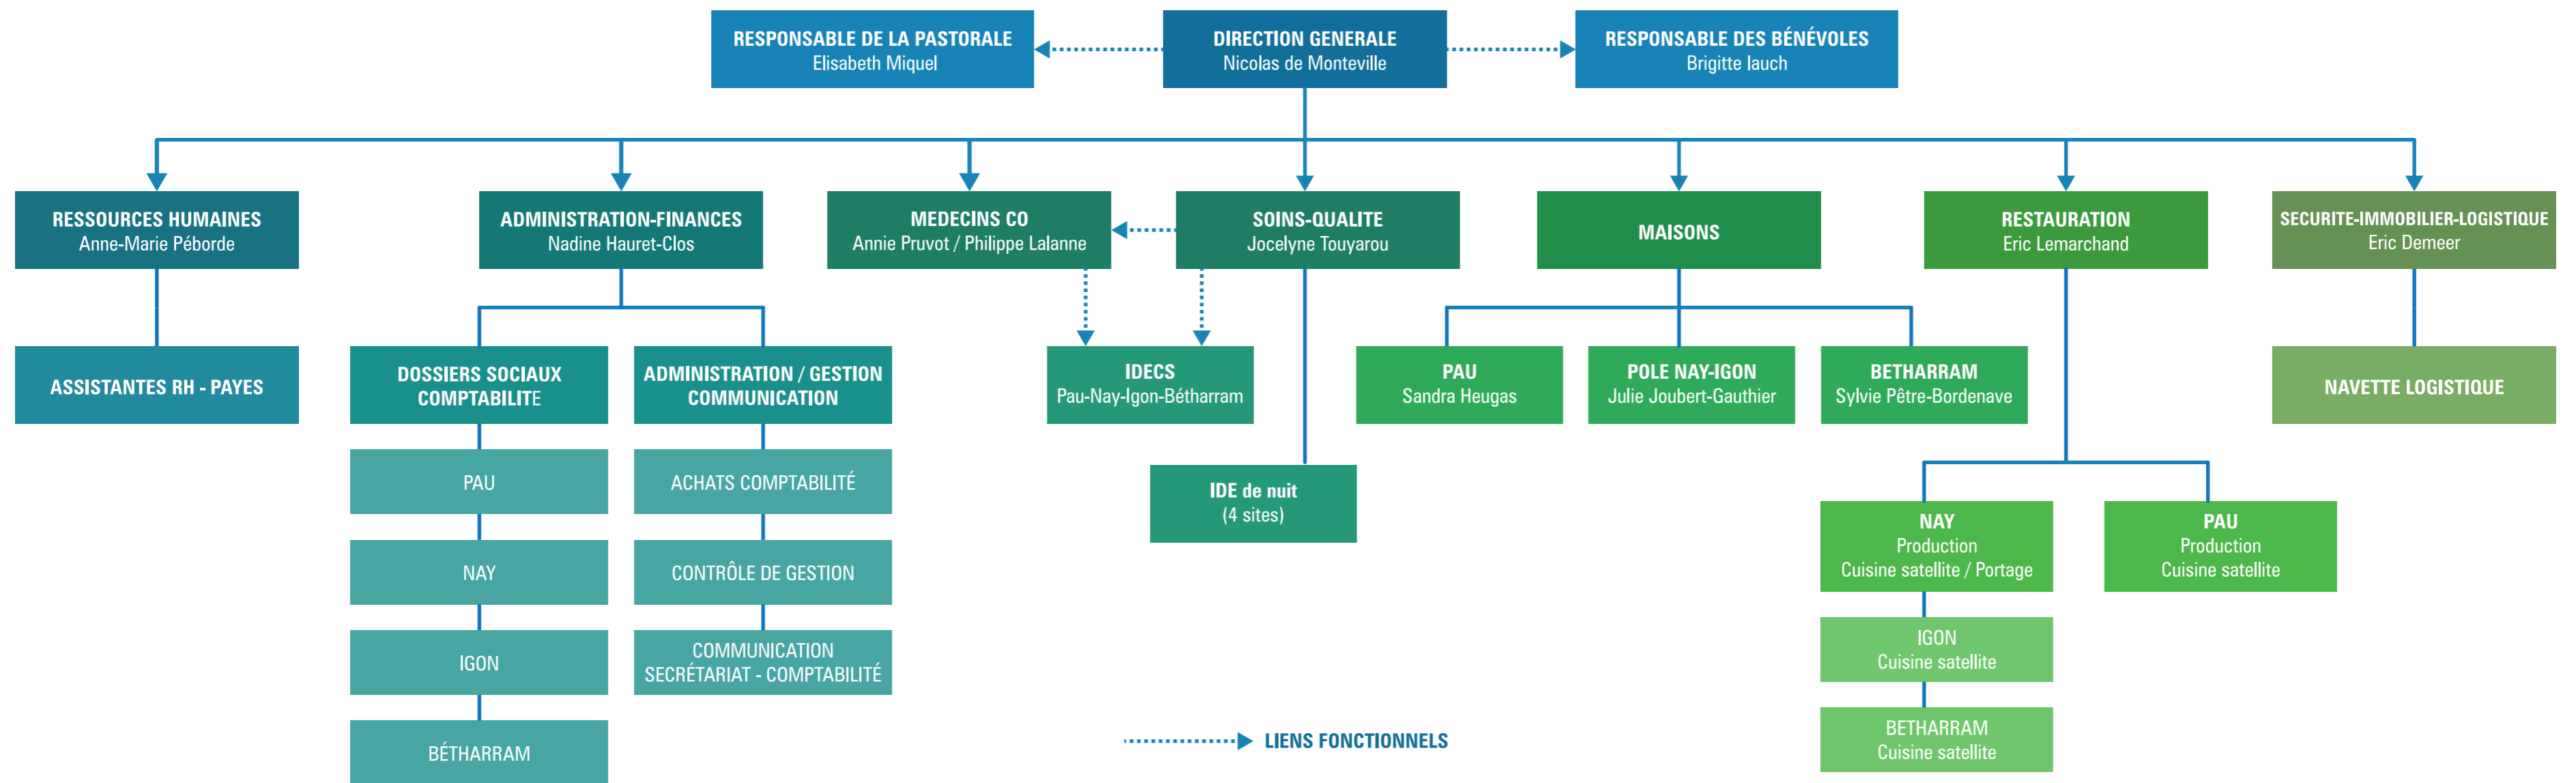 RESPONSABLE DE LA PASTORALE
Elisabeth Miquel
DIRECTION GENERALE
Nicolas de Monteville
RESPONSABLE DES BÉNÉVOLES
Brigitte Iauch
RESSOURCES HUMAINES
Anne-Marie Péborde
ADMINISTRATION-FINANCES
Nadine Hauret-Clos
MEDECINS CO
Annie Pruvot / Philippe Lalanne
SOINS-QUALITE
Jocelyne Touyarou
MAISONS
RESTAURATION
Eric Lemarchand
SECURITE-IMMOBILIER-LOGISTIQUE
Eric Demeer
ASSISTANTES RH - PAYES
DOSSIERS SOCIAUX
COMPTABILITE
ADMINISTRATION / GESTION
COMMUNICATION
IDECS
Pau-Nay-Igon-Bétharram
PAU
Sandra Heugas
POLE NAY-IGON
Julie Joubert-Gauthier
BETHARRAM
Sylvie Pêtre-Bordenave
NAVETTE LOGISTIQUE
PAU
NAY
IGON
BÉTHARRAM
ACHATS COMPTABILITÉ
CONTRÔLE DE GESTION
COMMUNICATION
SECRÉTARIAT - COMPTABILITÉ
IDE de nuit
(4 sites)
NAY
Production
Cuisine satellite / Portage
PAU
Production
Cuisine satellite
IGON
Cuisine satellite
BETHARRAM
Cuisine satellite
LIENS FONCTIONNELS